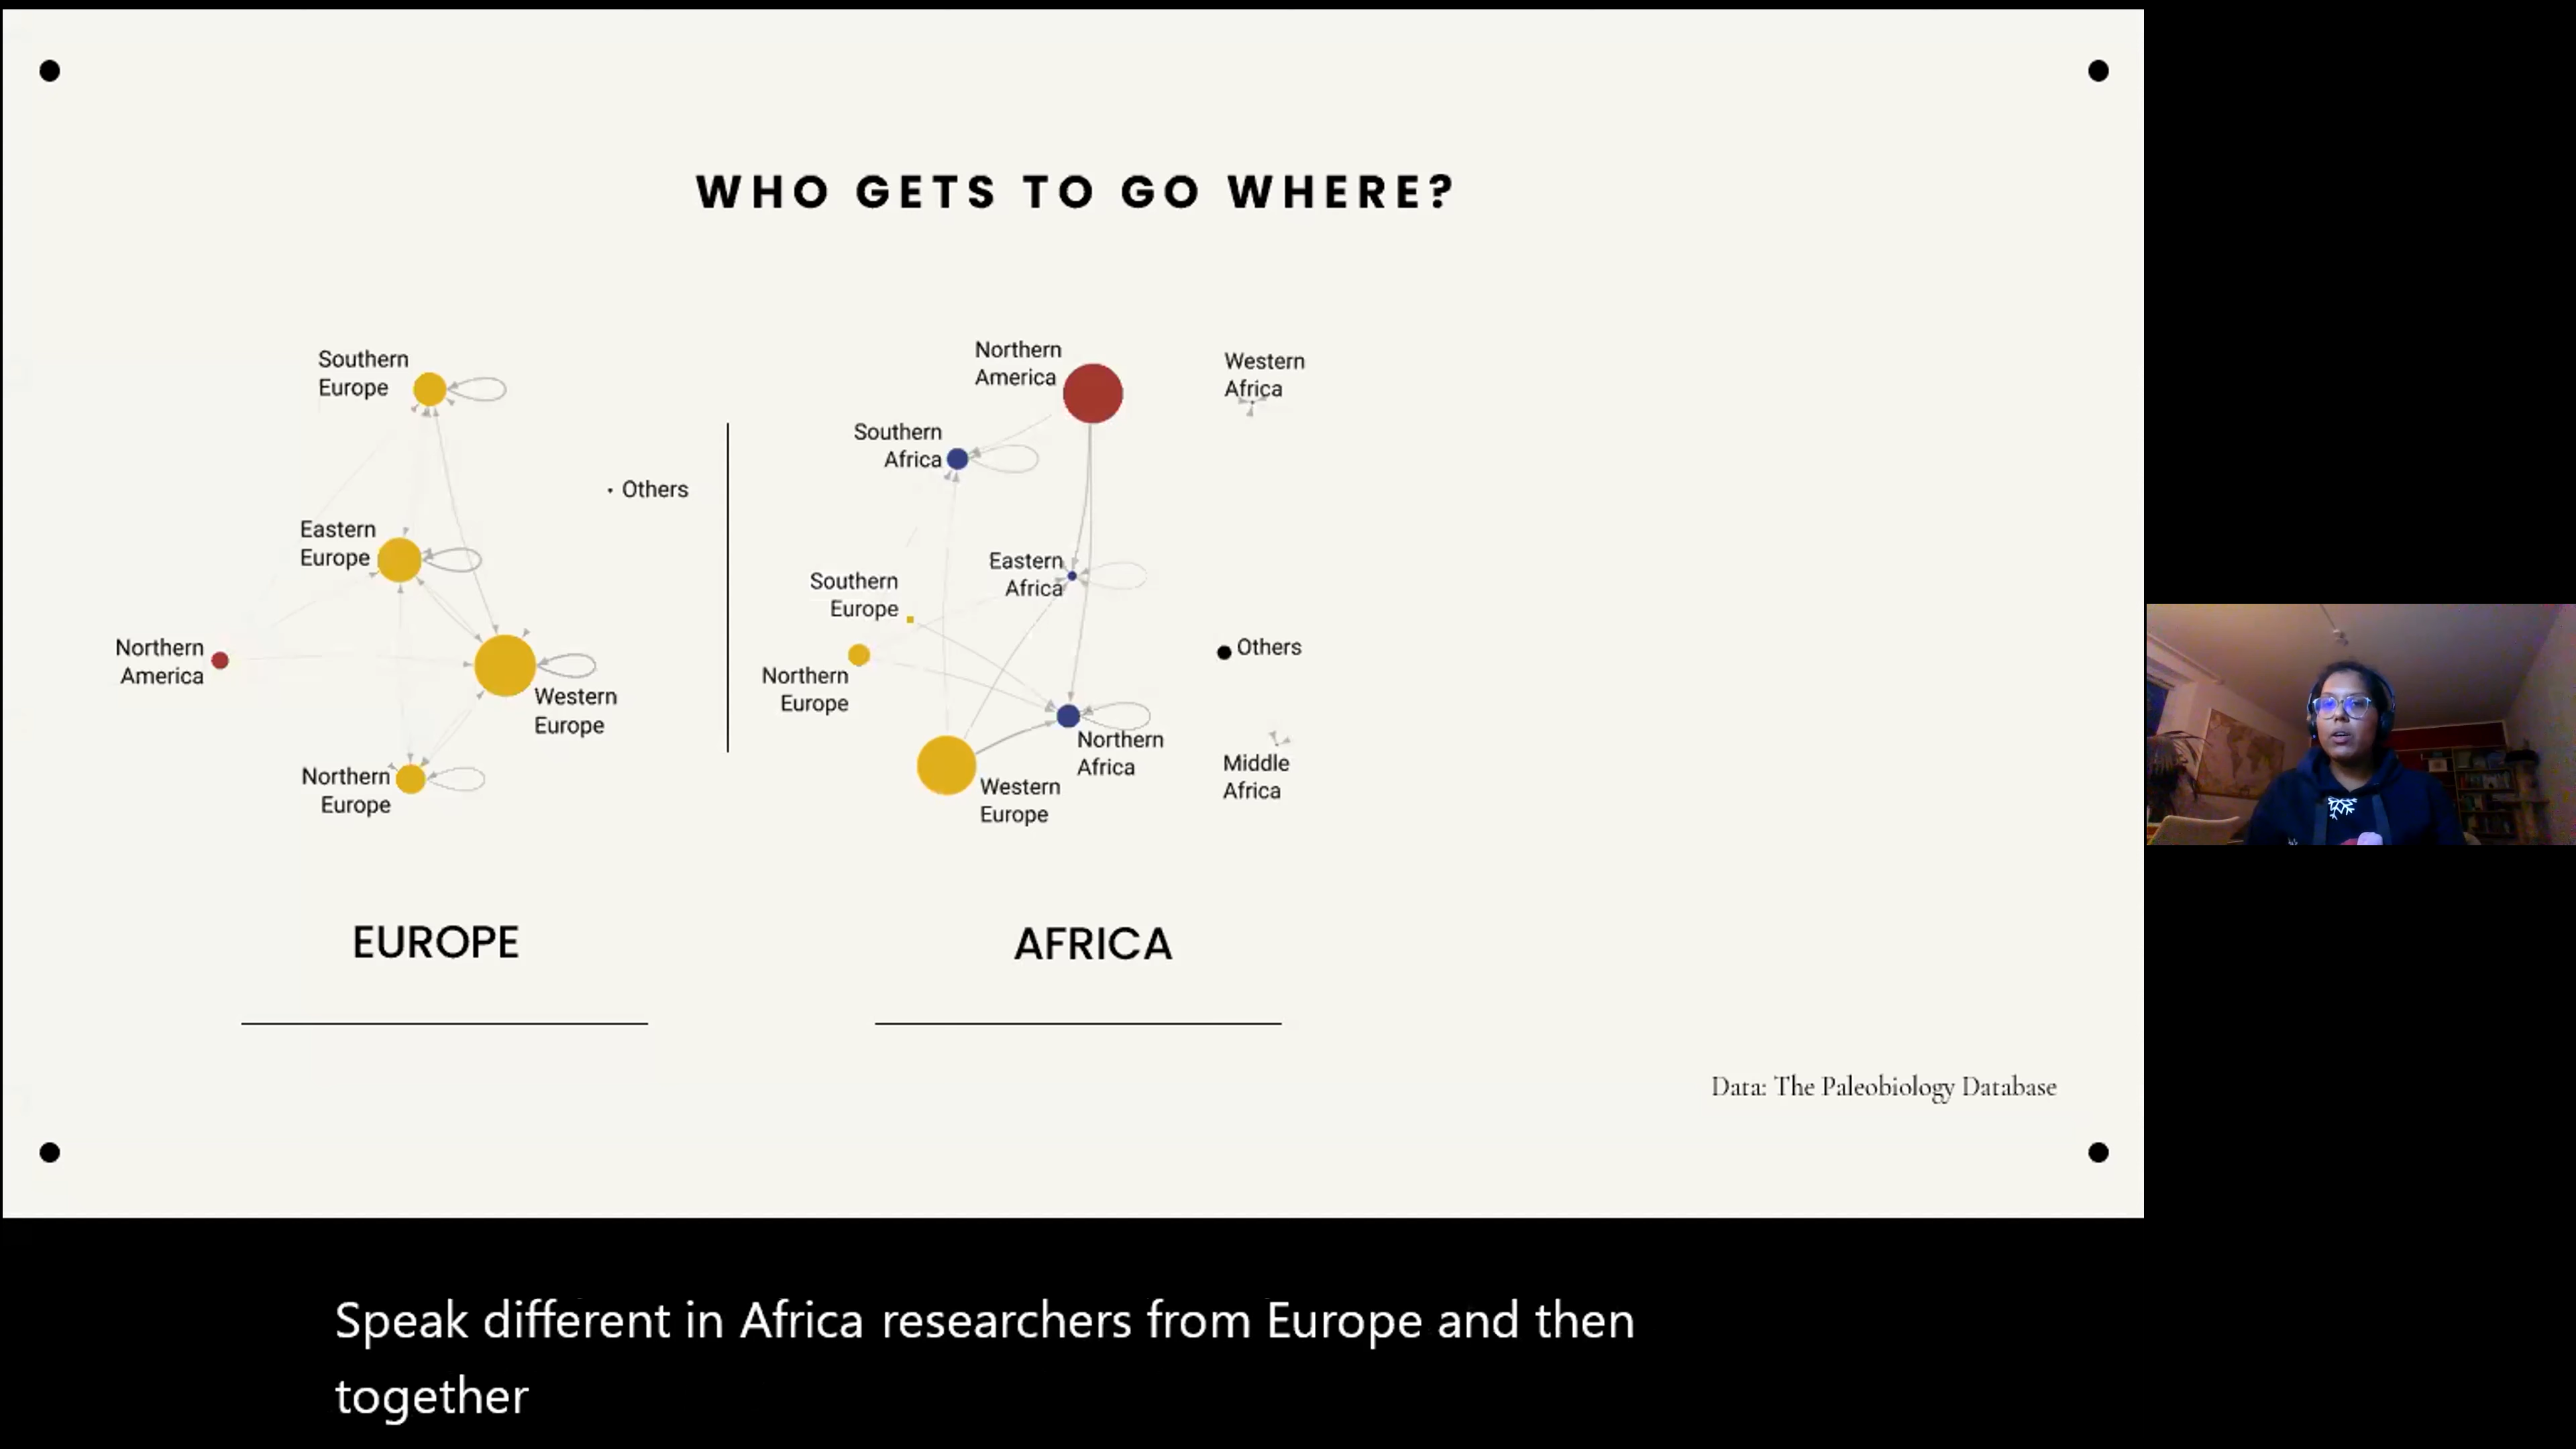 WHO GETS TO GO WHERE?
Southern
Europe
Others
Eastern
Europe
Northern
America
Western
Europe
Northern
Europe
EUROPE
Northern
America
Western
Africa
Southern
Africa
Eastern
Africa
Southern
Europe
Northern
Europe
Others
Northern
Africa
Middle
Africa
Western
Europe
AFRICA
Data: The Paleobiology Database
Speak different in Africa researchers from Europe and then
together